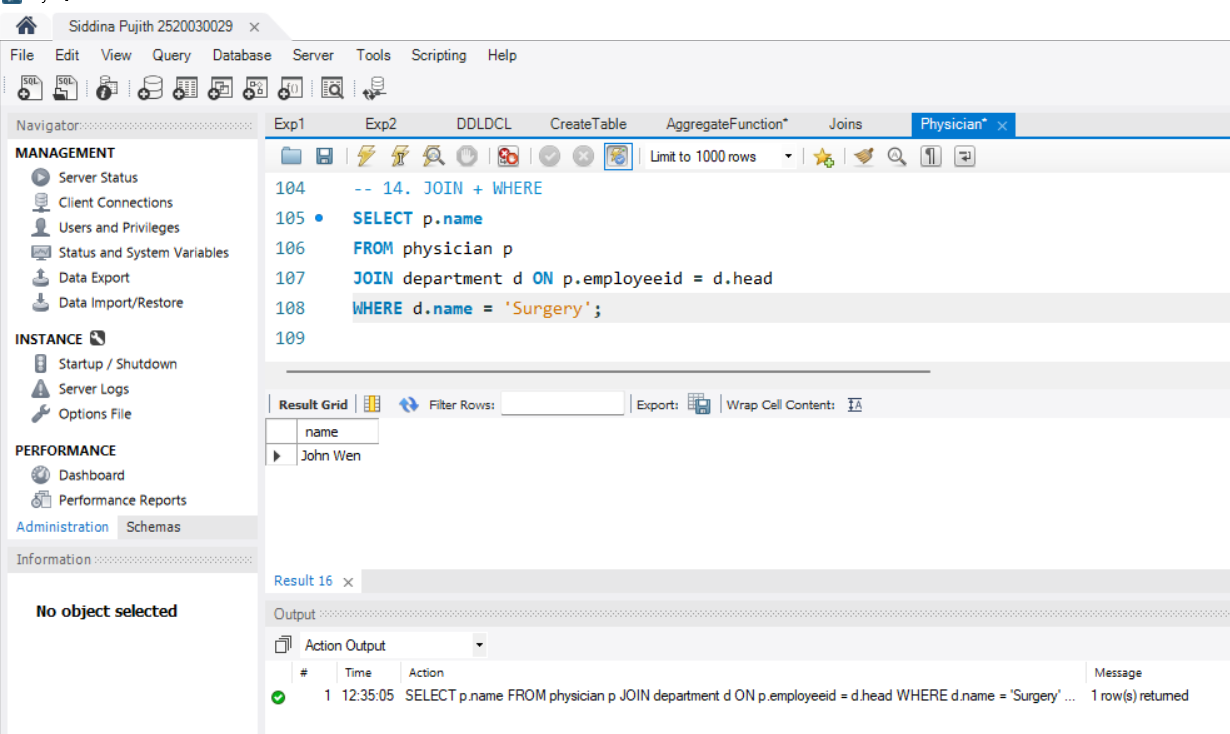 Siddina Pujith 2520030029
File Edit View Query Database Server Tools Scripting Help
SQL SQL
Navigator
MANAGEMENT
Server Status
Client Connections
Users and Privileges
Status and System Variables
Data Export
Data Import/Restore
INSTANCE
Startup / Shutdown
Server Logs
Options File
PERFORMANCE
Dashboard
Performance Reports
Administration Schemas
Information
No object selected
Exp1 Exp2 DDLDCL CreateTable AggregateFunction* Joins Physician*
Limit to 1000 rows
104 -- 14. JOIN + WHERE
105 SELECT p.name
106 FROM physician p
107 JOIN department d ON p.employeeid = d.head
108 WHERE d.name = 'Surgery';
109
Result Grid Filter Rows: Export: Wrap Cell Content: IA
name
John Wen
Result 16
Output
Action Output
# Time Action Message
1 12:35:05 SELECT p.name FROM physician p JOIN department d ON p.employeeid = d.head WHERE d.name = 'Surgery' ... 1 row(s) returned